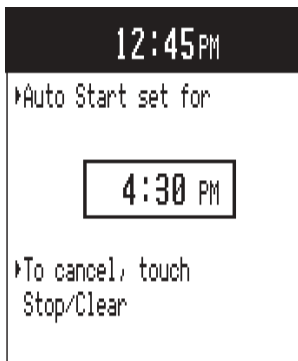 12:45PM
▸Auto Start set for
4:30 PM
▸To cancel, touch
Stop/Clear